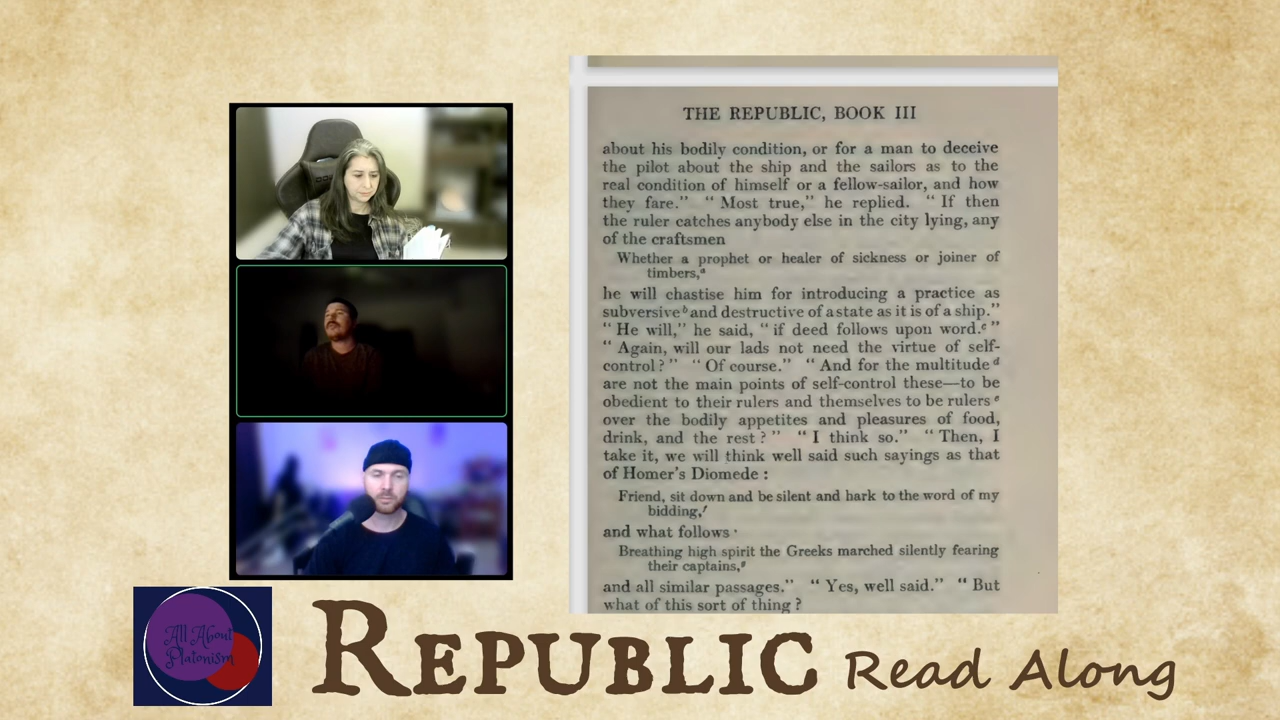 THE REPUBLIC, BOOK III
about his bodily condition, or for a man to deceive
the pilot about the ship and the sailors as to the
real condition of himself or a fellow-sailor, and how
they fare.” “ Most true,” he replied. “ If then
the ruler catches anybody else in the city lying, any
of the craftsmen
Whether a prophet or healer of sickness or joiner of
timbers,ᵃ
he will chastise him for introducing a practice as
subversiveᵇ and destructive of a state as it is of a ship.”
“ He will,” he said, “ if deed follows upon word.ᶜ ”
“ Again, will our lads not need the virtue of self-
control ? ” “ Of course.” “ And for the multitudeᵈ
are not the main points of self-control these—to be
obedient to their rulers and themselves to be rulersᵉ
over the bodily appetites and pleasures of food,
drink, and the rest ? ” “ I think so.” “ Then, I
take it, we will think well said such sayings as that
of Homer’s Diomede :
Friend, sit down and be silent and hark to the word of my
bidding,ᶠ
and what follows ·
Breathing high spirit the Greeks marched silently fearing
their captains,ᵍ
and all similar passages.” “ Yes, well said.” “ But
what of this sort of thing ?
All About
Platonism
REPUBLIC Read Along